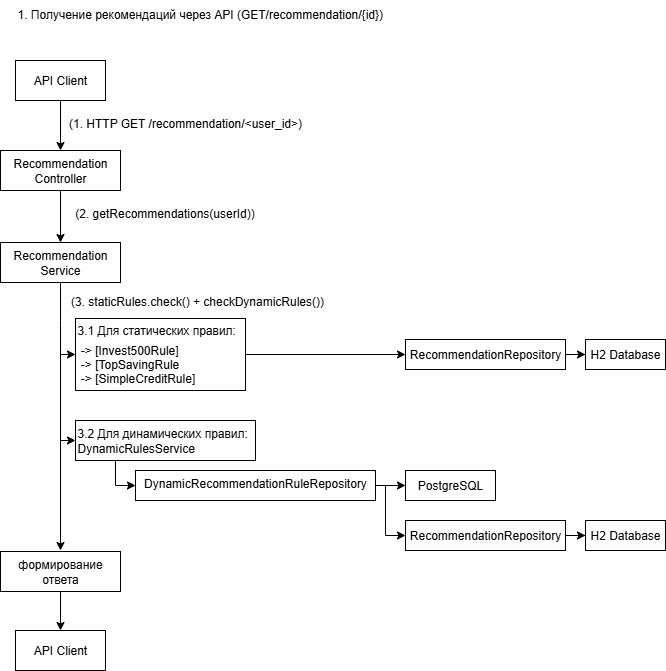 1. Получение рекомендаций через API (GET/recommendation/{id})
API Client
(1. HTTP GET /recommendation/<user_id>)
Recommendation
Controller
(2. getRecommendations(userId))
Recommendation
Service
(3. staticRules.check() + checkDynamicRules())
3.1 Для статических правил:
-> [Invest500Rule]
-> [TopSavingRule
-> [SimpleCreditRule]
RecommendationRepository
H2 Database
3.2 Для динамических правил:
DynamicRulesService
DynamicRecommendationRuleRepository
PostgreSQL
RecommendationRepository
H2 Database
формирование
ответа
API Client